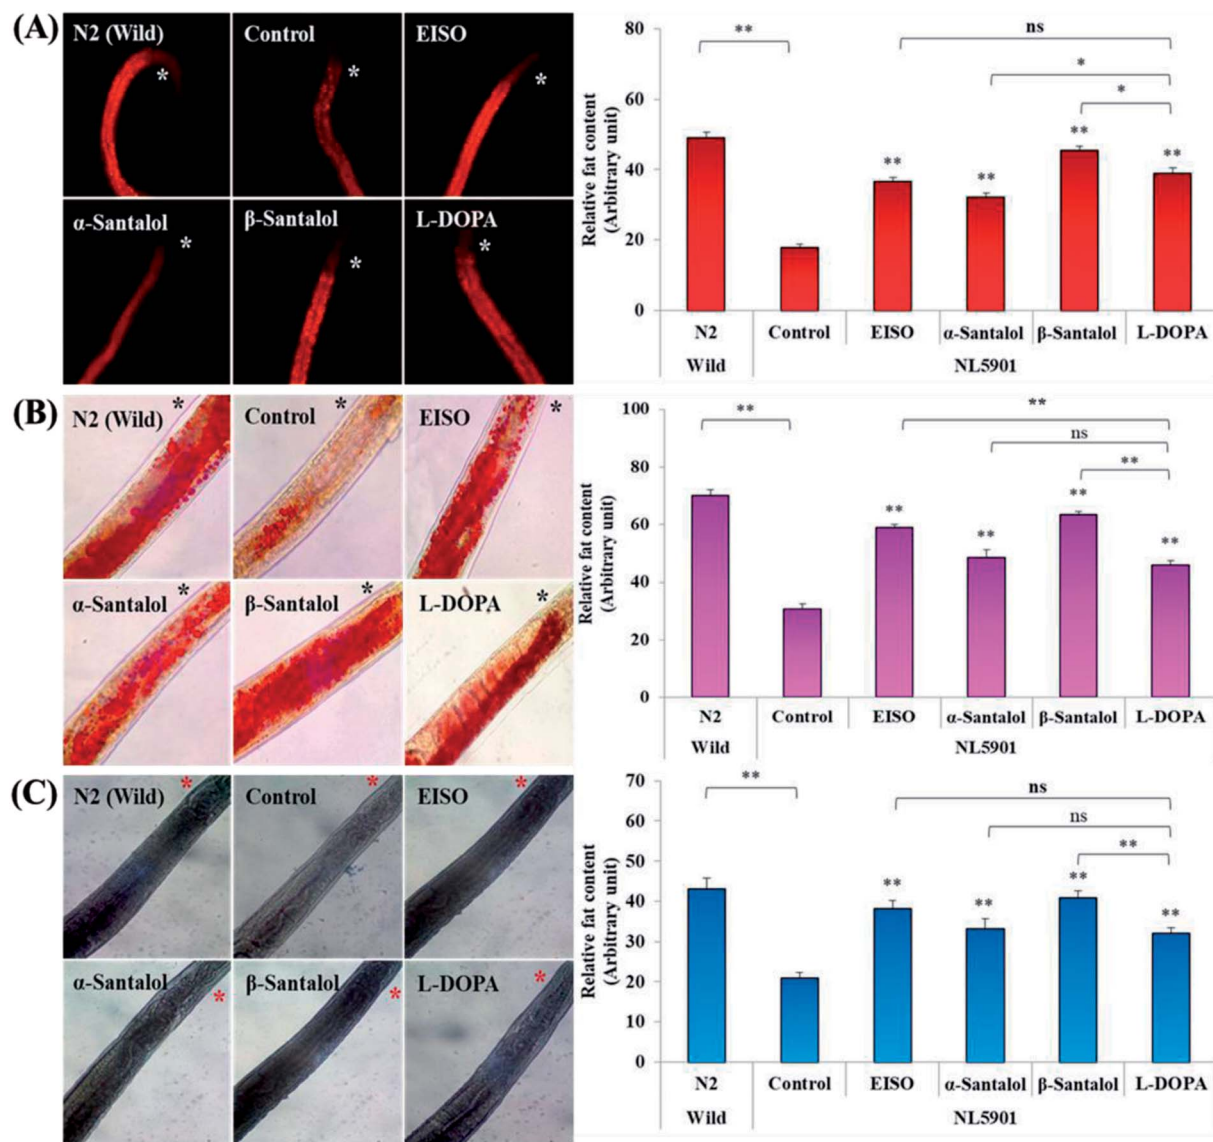 (A)
N2 (Wild)
*
Control
*
EISO
*
α-Santalol
*
β-Santalol
*
L-DOPA
*
Relative fat content
(Arbitrary unit)
80
60
40
20
0
**
ns
*
*
**
**
**
**
N2
Control
EISO
α-Santalol
β-Santalol
L-DOPA
Wild
NL5901
(B)
N2 (Wild)
*
Control
*
EISO
*
α-Santalol
*
β-Santalol
*
L-DOPA
*
Relative fat content
(Arbitrary unit)
100
80
60
40
20
0
**
**
ns
**
**
**
**
**
N2
Control
EISO
α-Santalol
β-Santalol
L-DOPA
Wild
NL5901
(C)
N2 (Wild)
*
Control
*
EISO
*
α-Santalol
*
β-Santalol
*
L-DOPA
*
Relative fat content
(Arbitrary unit)
70
60
50
40
30
20
10
0
**
ns
ns
**
**
**
**
**
N2
Control
EISO
α-Santalol
β-Santalol
L-DOPA
Wild
NL5901